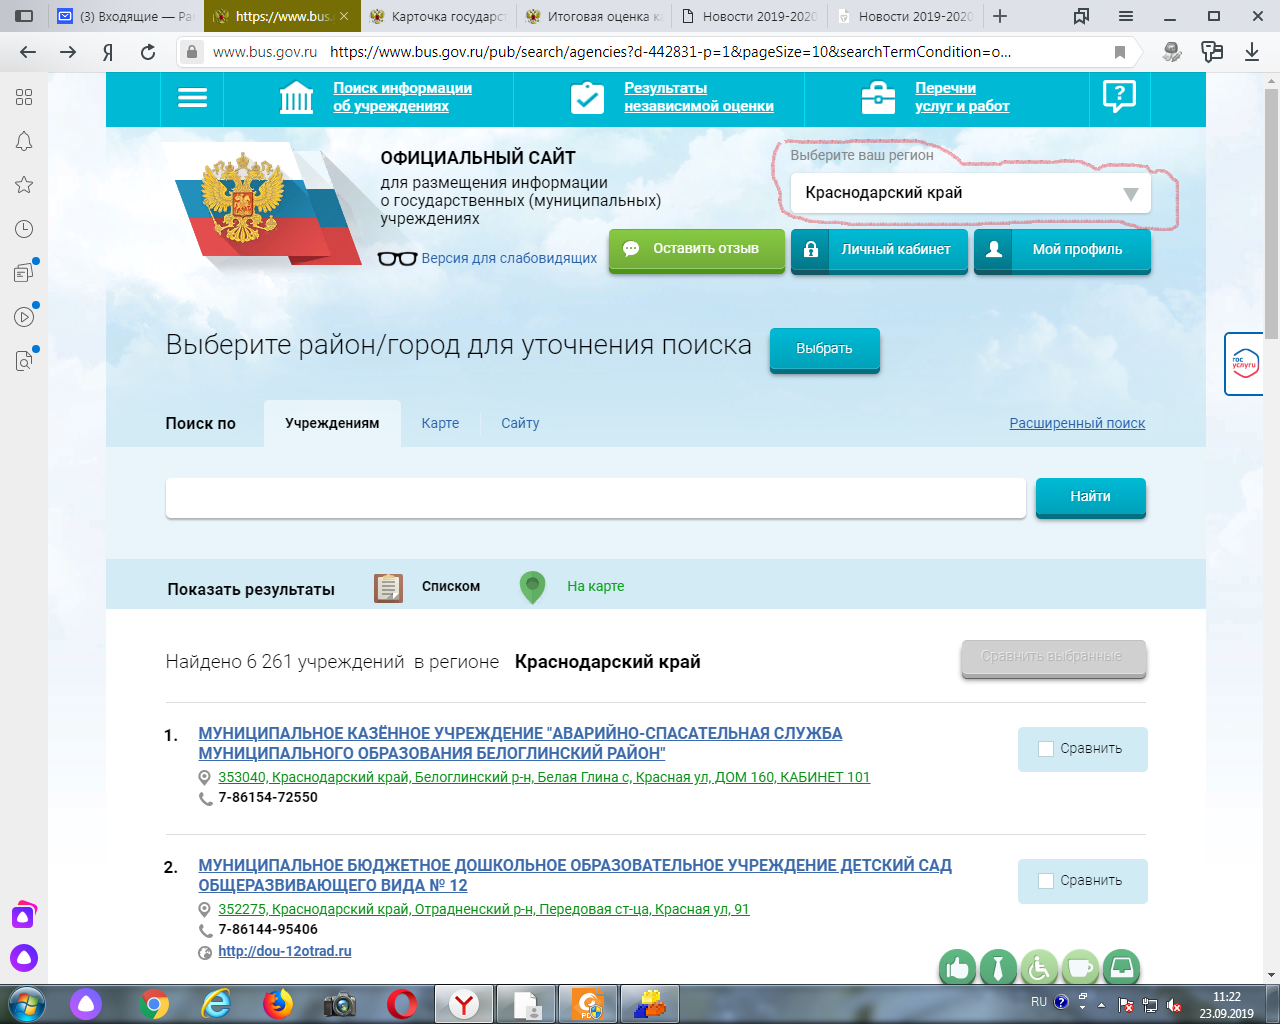 (3) Входящие — Ра
https://www.bus.
Карточка государст
Итоговая оценка к
Новости 2019-2020
Новости 2019-2020
Я
www.bus.gov.ru https://www.bus.gov.ru/pub/search/agencies?d-442831-p=1&pageSize=10&searchTermCondition=o...
Поиск информации
об учреждениях
Результаты
независимой оценки
Перечни
услуг и работ
?
ОФИЦИАЛЬНЫЙ САЙТ
для размещения информации
о государственных (муниципальных)
учреждениях
Версия для слабовидящих
Выберите ваш регион
Краснодарский край
Оставить отзыв
Личный кабинет
Мой профиль
Выберите район/город для уточнения поиска
Выбрать
гос
услуги
Поиск по
Учреждениям
Карте
Сайту
Расширенный поиск
Найти
Показать результаты
Списком
На карте
Найдено 6 261 учреждений в регионе Краснодарский край
Сравнить выбранные
1. МУНИЦИПАЛЬНОЕ КАЗЁННОЕ УЧРЕЖДЕНИЕ "АВАРИЙНО-СПАСАТЕЛЬНАЯ СЛУЖБА
МУНИЦИПАЛЬНОГО ОБРАЗОВАНИЯ БЕЛОГЛИНСКИЙ РАЙОН"
353040, Краснодарский край, Белоглинский р-н, Белая Глина с, Красная ул, ДОМ 160, КАБИНЕТ 101
7-86154-72550
Сравнить
2. МУНИЦИПАЛЬНОЕ БЮДЖЕТНОЕ ДОШКОЛЬНОЕ ОБРАЗОВАТЕЛЬНОЕ УЧРЕЖДЕНИЕ ДЕТСКИЙ САД
ОБЩЕРАЗВИВАЮЩЕГО ВИДА № 12
352275, Краснодарский край, Отрадненский р-н, Передовая ст-ца, Красная ул, 91
7-86144-95406
http://dou-12otrad.ru
Сравнить
PDF
RU
11:22
23.09.2019